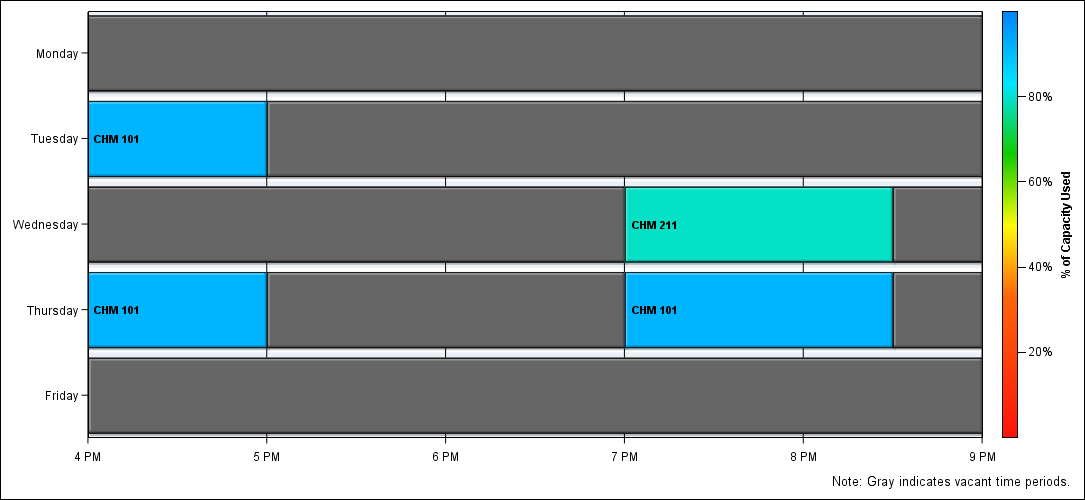 Monday
Tuesday
CHM 101
Wednesday
CHM 211
Thursday
CHM 101
CHM 101
Friday
4 PM
5 PM
6 PM
7 PM
8 PM
9 PM
80%
60%
40%
20%
% of Capacity Used
Note: Gray indicates vacant time periods.